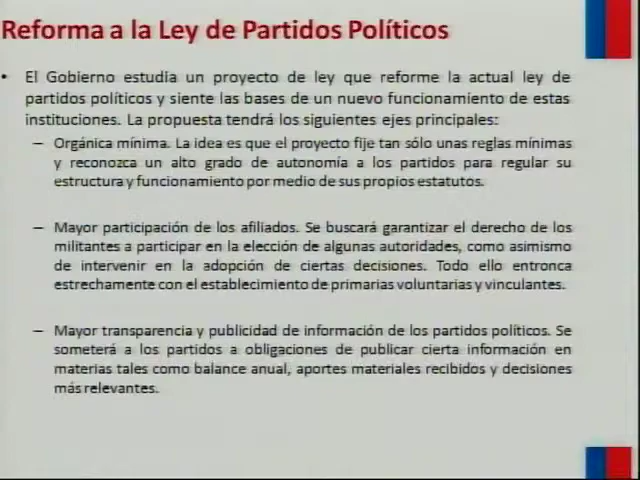 Reforma a la Ley de Partidos Políticos
• El Gobierno estudia un proyecto de ley que reforme la actual ley de
partidos políticos y siente las bases de un nuevo funcionamiento de estas
instituciones. La propuesta tendrá los siguientes ejes principales:
– Orgánica mínima. La idea es que el proyecto fije tan sólo unas reglas mínimas
y reconozca un alto grado de autonomía a los partidos para regular su
estructura y funcionamiento por medio de sus propios estatutos.
– Mayor participación de los afiliados. Se buscará garantizar el derecho de los
militantes a participar en la elección de algunas autoridades, como asimismo
de intervenir en la adopción de ciertas decisiones. Todo ello entronca
estrechamente con el establecimiento de primarias voluntarias y vinculantes.
– Mayor transparencia y publicidad de información de los partidos políticos. Se
someterá a los partidos a obligaciones de publicar cierta información en
materias tales como balance anual, aportes materiales recibidos y decisiones
más relevantes.